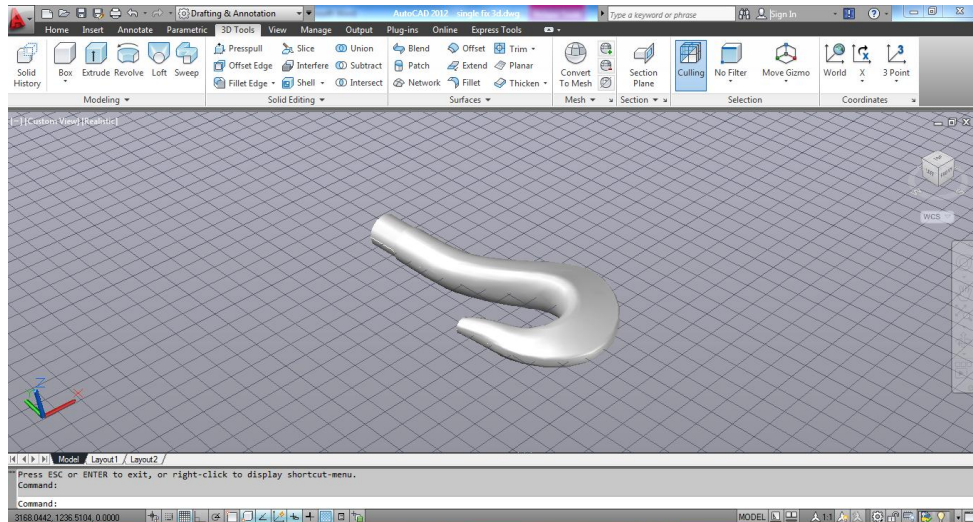 Drafting & Annotation
AutoCAD 2012 single fix 3d.dwg
Type a keyword or phrase
Sign In
Home Insert Annotate Parametric 3D Tools View Manage Output Plug-ins Online Express Tools
Presspull Slice Union Blend Offset Trim
Offset Edge Interfere Subtract Patch Extend Planar
Fillet Edge Shell Intersect Network Fillet Thicken
Solid History Box Extrude Revolve Loft Sweep
Convert To Mesh Section Plane Culling No Filter Move Gizmo World X 3 Point
Modeling Solid Editing Surfaces Mesh Section Selection Coordinates
[-] [Custom View] [Realistic]
WCS
Z
X
Model Layout1 Layout2
Press ESC or ENTER to exit, or right-click to display shortcut-menu.
Command:
Command:
3168.0442, 1236.5104, 0.0000
MODEL
1:1